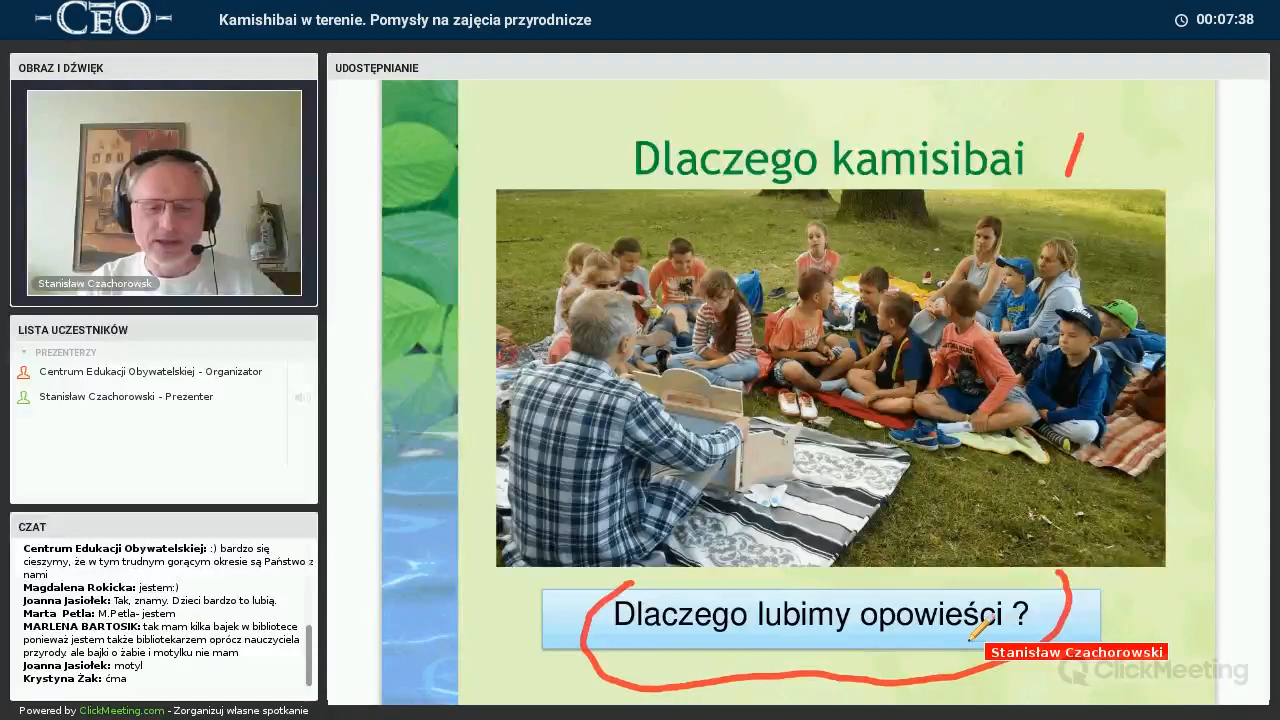 CEO
Kamishibai w terenie. Pomysły na zajęcia przyrodnicze
00:07:38
OBRAZ I DŹWIĘK
Stanisław Czachorowsk
LISTA UCZESTNIKÓW
PREZENTERZY
Centrum Edukacji Obywatelskiej - Organizator
Stanisław Czachorowski - Prezenter
CZAT
Centrum Edukacji Obywatelskiej: :) bardzo się
cieszymy, że w tym trudnym gorącym okresie są Państwo z
nami
Magdalena Rokicka: jestem:)
Joanna Jasiołek: Tak, znamy. Dzieci bardzo to lubią.
Marta Petla: M.Petla- jestem
MARLENA BARTOSIK: tak mam kilka bajek w bibliotece
ponieważ jestem także bibliotekarzem oprócz nauczyciela
przyrody. ale bajki o żabie i motylku nie mam
Joanna Jasiołek: motyl
Krystyna Żak: ćma
Powered by ClickMeeting.com - Zorganizuj własne spotkanie
UDOSTĘPNIANIE
Dlaczego kamisibai
Dlaczego lubimy opowieści ?
Stanisław Czachorowski
ClickMeeting